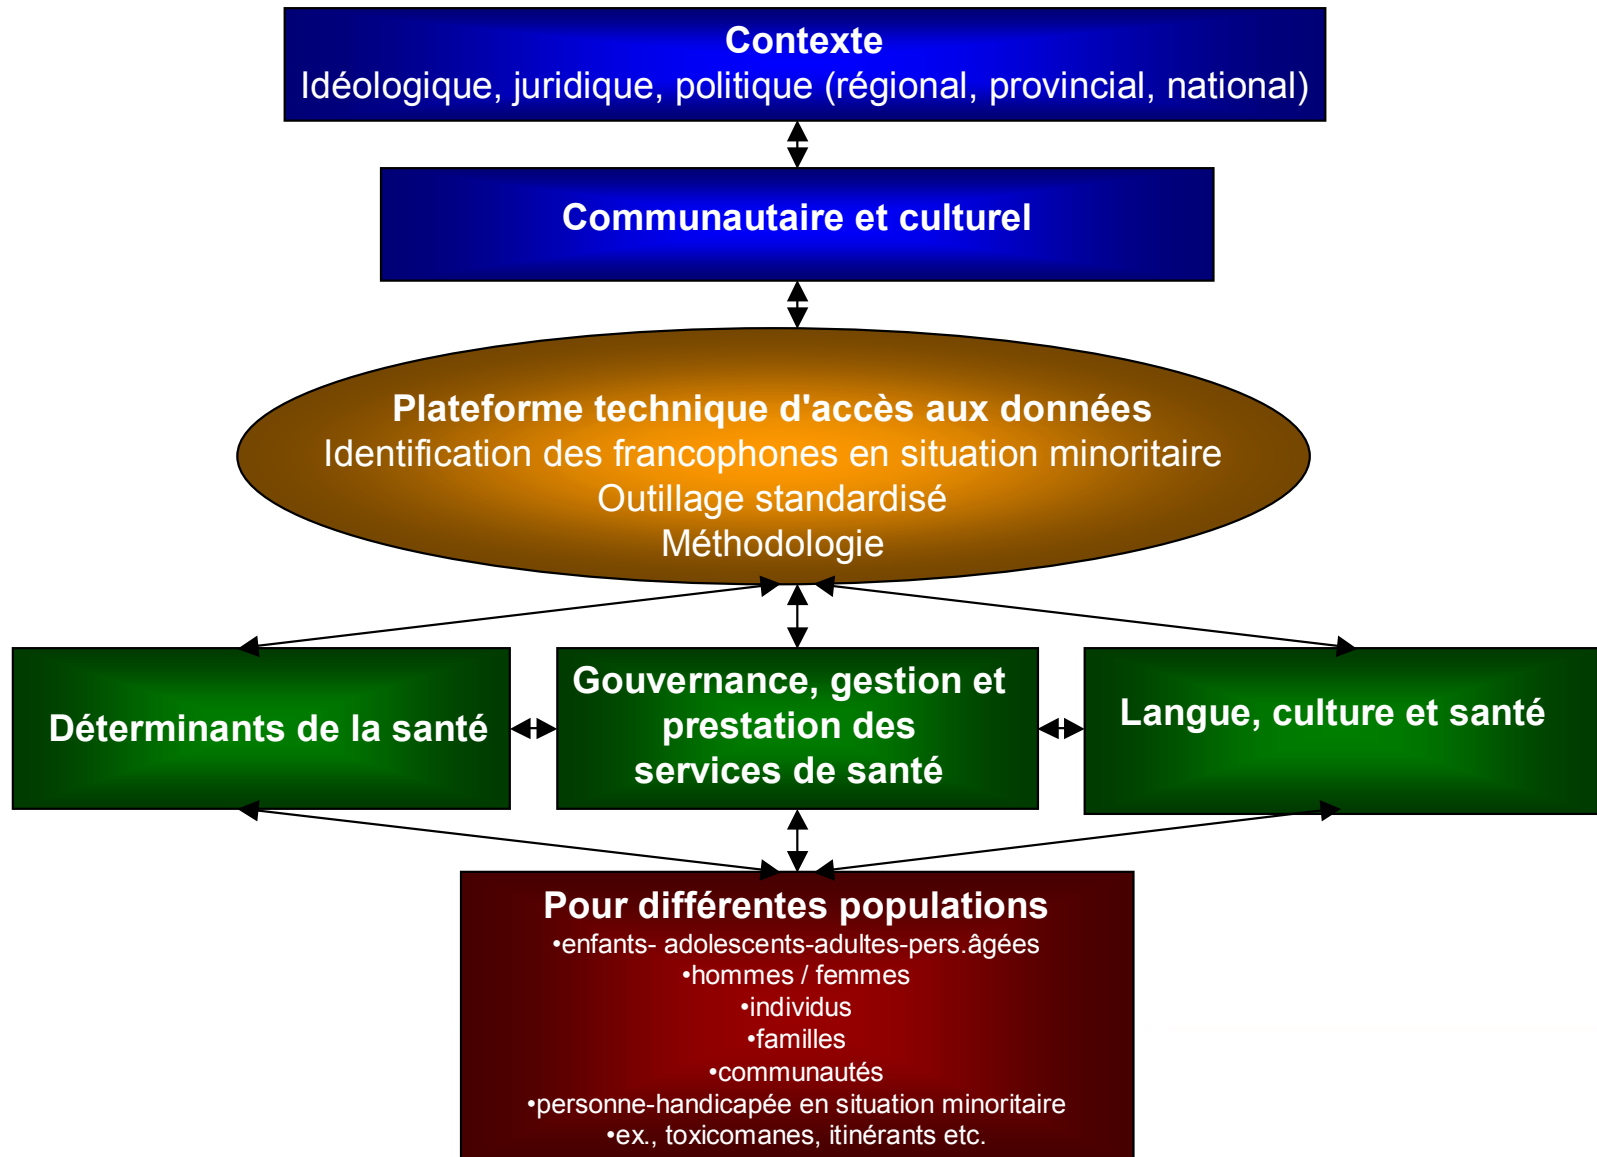 Contexte
Idéologique, juridique, politique (régional, provincial, national)
Communautaire et culturel
Plateforme technique d'accès aux données
Identification des francophones en situation minoritaire
Outillage standardisé
Méthodologie
Déterminants de la santé
Gouvernance, gestion et
prestation des
services de santé
Langue, culture et santé
Pour différentes populations
•enfants- adolescents-adultes-pers.âgées
•hommes / femmes
•individus
•familles
•communautés
•personne-handicapée en situation minoritaire
•ex., toxicomanes, itinérants etc.